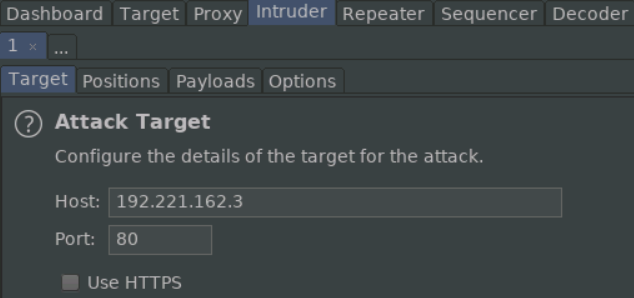 Dashboard Target Proxy Intruder Repeater Sequencer Decoder
1 × ...
Target Positions Payloads Options
? Attack Target
Configure the details of the target for the attack.
Host: 192.221.162.3
Port: 80
Use HTTPS